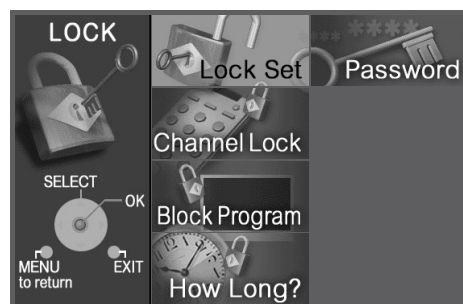 LOCK
SELECT
OK
MENU
to return
EXIT
Lock Set
Channel Lock
Block Program
How Long?
****
****
Password